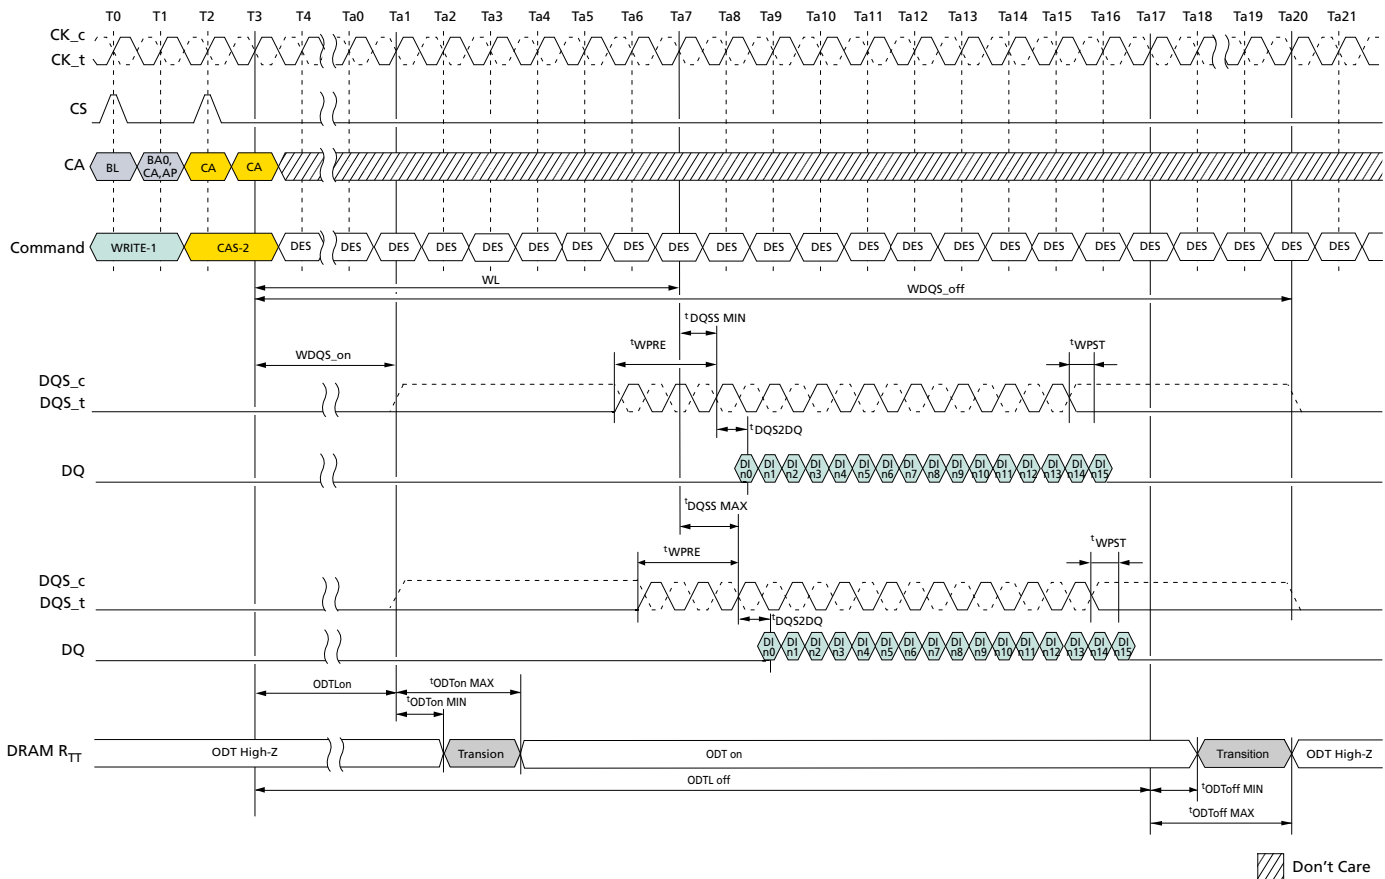 T0 T1 T2 T3 T4 Ta0 Ta1 Ta2 Ta3 Ta4 Ta5 Ta6 Ta7 Ta8 Ta9 Ta10 Ta11 Ta12 Ta13 Ta14 Ta15 Ta16 Ta17 Ta18 Ta19 Ta20 Ta21
CK_c
CK_t
CS
CA BL BA0, CA,AP CA CA
Command WRITE-1 CAS-2 DES DES DES DES DES DES DES DES DES DES DES DES DES DES DES DES DES DES DES DES DES DES DES
WL
WDQS_off
tDQSS MIN
tWPRE tWPST
WDQS_on
DQS_c
DQS_t
tDQS2DQ
DQ DI n0 DI n1 DI n2 DI n3 DI n4 DI n5 DI n6 DI n7 DI n8 DI n9 DI n10 DI n11 DI n12 DI n13 DI n14 DI n15
tDQSS MAX
tWPRE tWPST
DQS_c
DQS_t
tDQS2DQ
DQ DI n0 DI n1 DI n2 DI n3 DI n4 DI n5 DI n6 DI n7 DI n8 DI n9 DI n10 DI n11 DI n12 DI n13 DI n14 DI n15
ODTLon tODTon MAX
tODTon MIN
DRAM RTT ODT High-Z Transion ODT on Transition ODT High-Z
ODTL off tODToff MIN
tODToff MAX
Don't Care